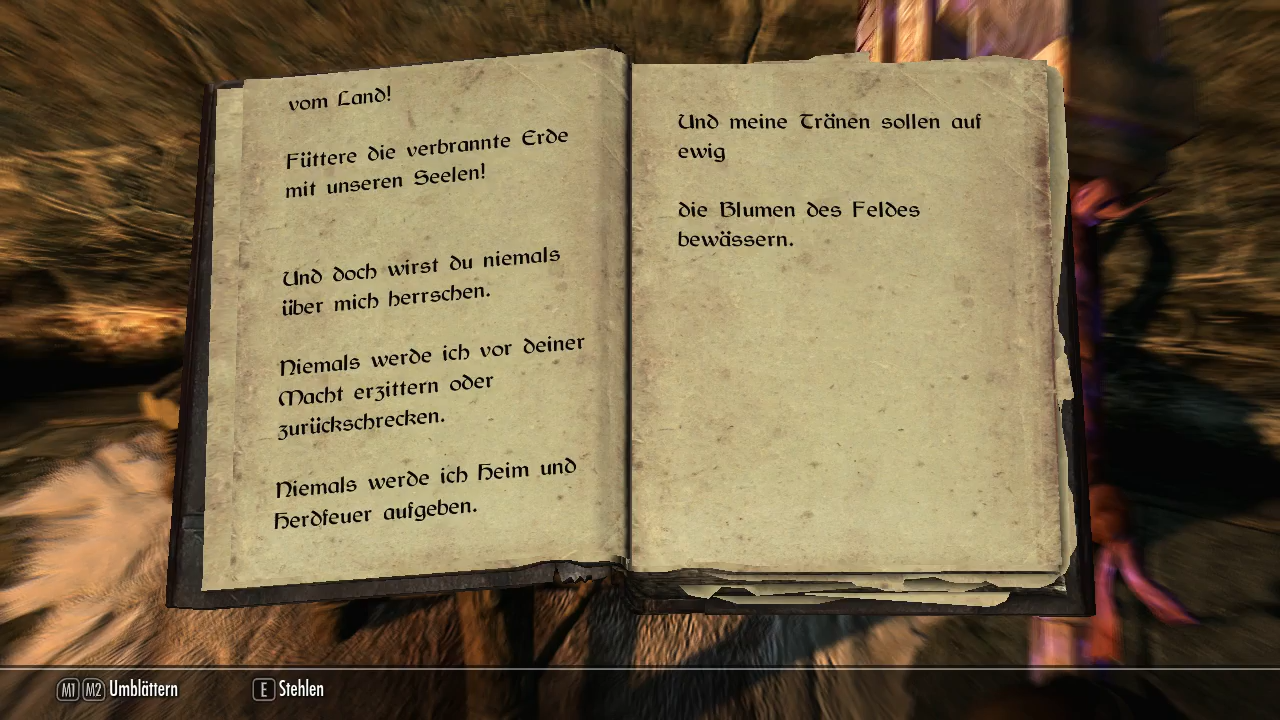 vom Land!
Füttere die verbrannte Erde
mit unseren Seelen!
Und doch wirst du niemals
über mich herrschen.
Niemals werde ich vor deiner
Macht erzittern oder
zurückschrecken.
Niemals werde ich Heim und
Herdfeuer aufgeben.
Und meine Tränen sollen auf
ewig
die Blumen des Feldes
bewässern.
M1 M2 Umblättern E Stehlen